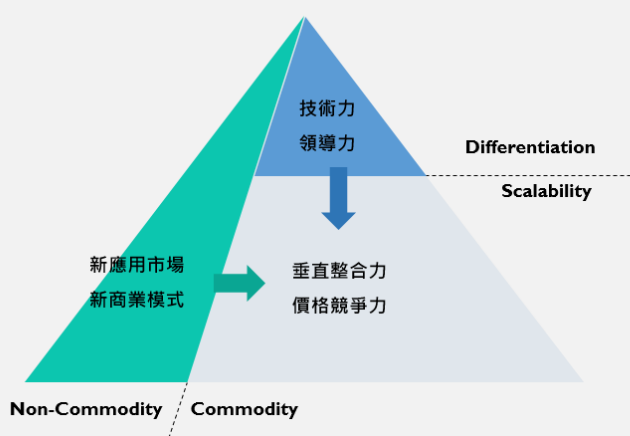 技術力
領導力
Differentiation
Scalability
新應用市場
新商業模式
垂直整合力
價格競爭力
Non-Commodity
Commodity